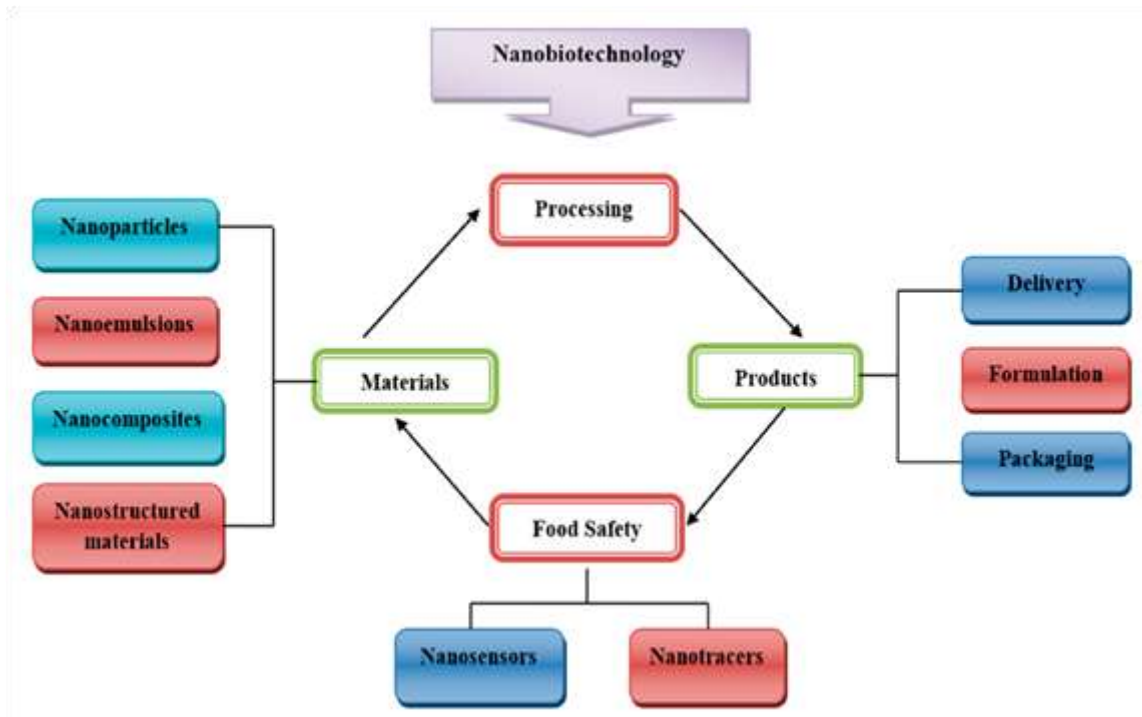 Nanobiotechnology
Processing
Nanoparticles
Nanoemulsions
Nanocomposites
Nanostructured
materials
Materials
Products
Delivery
Formulation
Packaging
Food Safety
Nanosensors
Nanotracers